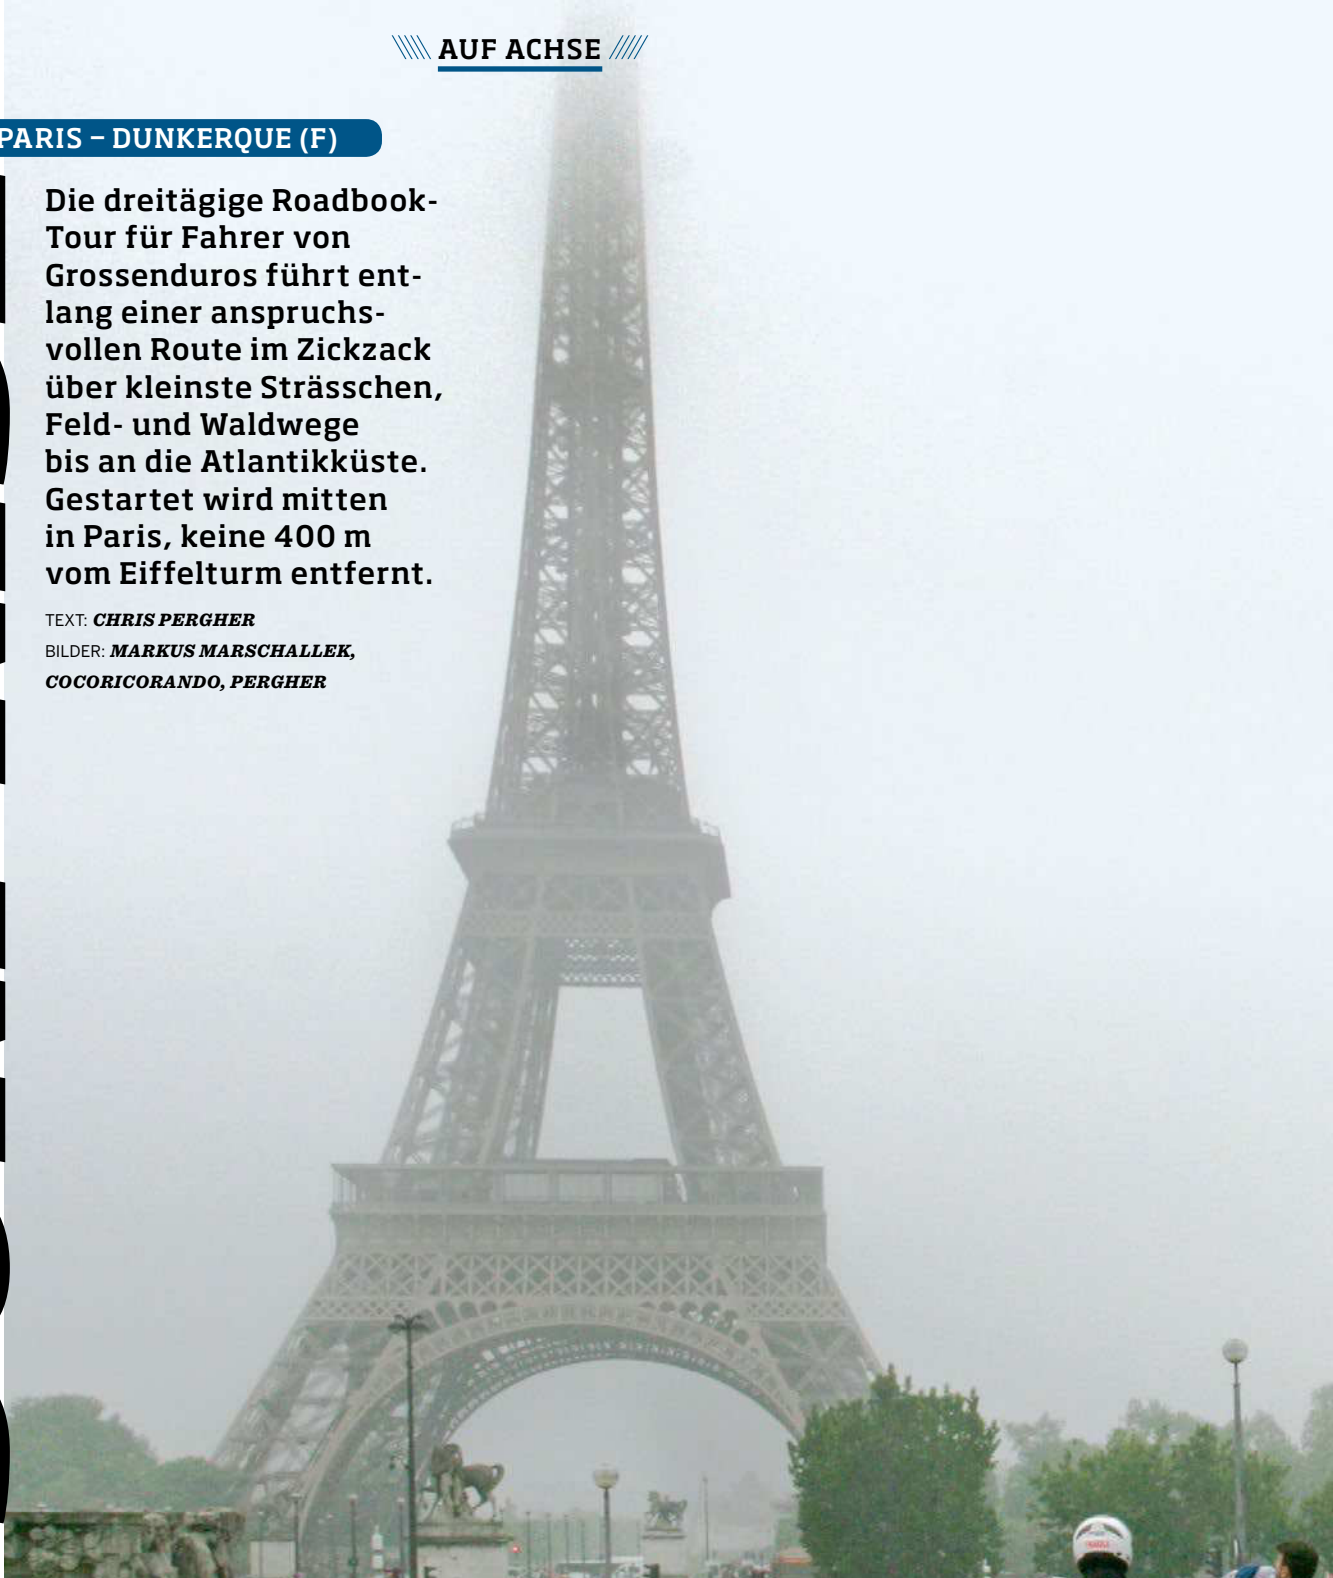 AUF ACHSE
PARIS – DUNKERQUE (F)
Die dreitägige Roadbook-
Tour für Fahrer von
Grossenduros führt ent-
lang einer anspruchs-
vollen Route im Zickzack
über kleinste Strässchen,
Feld- und Waldwege
bis an die Atlantikküste.
Gestartet wird mitten
in Paris, keine 400 m
vom Eiffelturm entfernt.
TEXT: CHRIS PERGHER
BILDER: MARKUS MARSCHALLEK,
COCORICORANDO, PERGHER